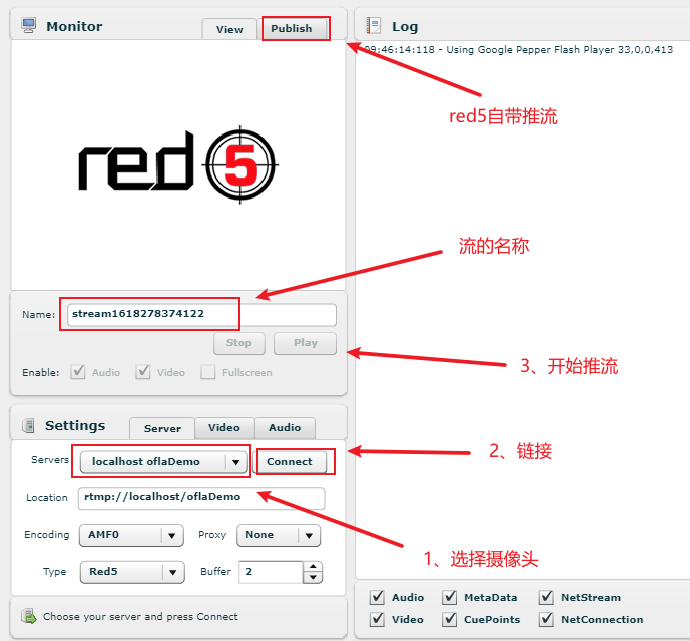 Monitor
View
Publish
red5
Name:
stream1618278374122
Stop
Play
Enable:
Audio
Video
Fullscreen
Settings
Server
Video
Audio
Servers
localhost oflaDemo
Connect
Location
rtmp://localhost/oflaDemo
Encoding
AMF0
Proxy
None
Type
Red5
Buffer
2
Choose your server and press Connect
Log
09:46:14:118 - Using Google Pepper Flash Player 33,0,0,413
red5自带推流
流的名称
3、开始推流
2、链接
1、选择摄像头
Audio
MetaData
NetStream
Video
CuePoints
NetConnection